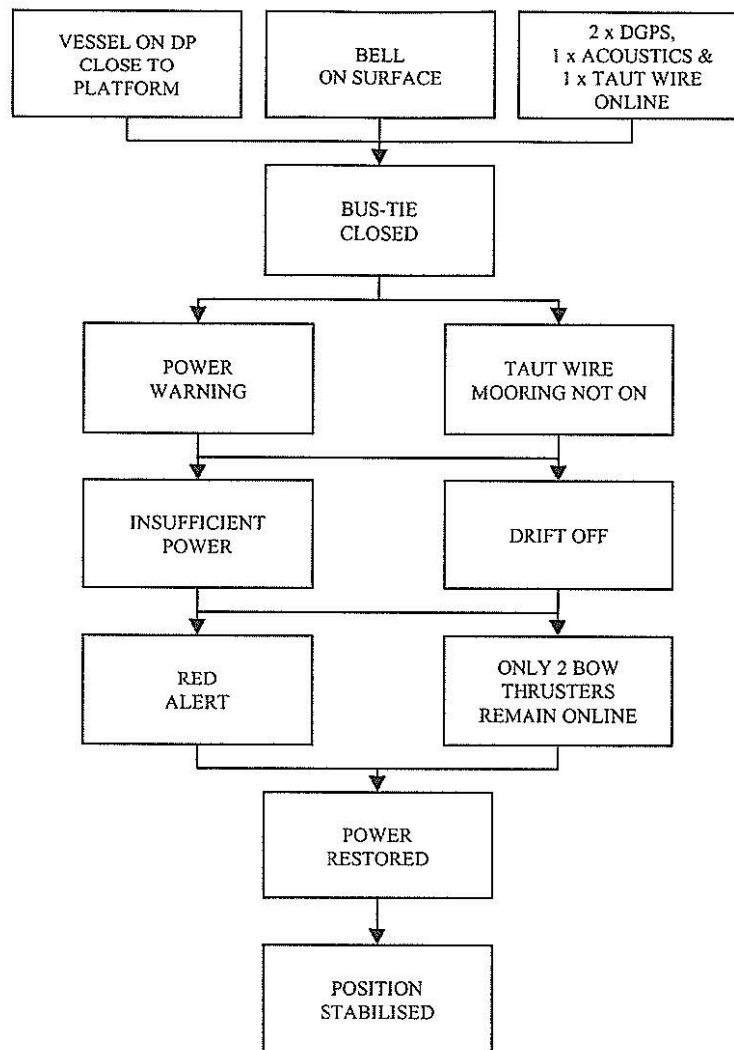 VESSEL ON DP
CLOSE TO
PLATFORM
BELL
ON SURFACE
2 x DGPS,
1 x ACOUSTICS &
1 x TAUT WIRE
ONLINE
BUS-TIE
CLOSED
POWER
WARNING
TAUT WIRE
MOORING NOT ON
INSUFFICIENT
POWER
DRIFT OFF
RED
ALERT
ONLY 2 BOW
THRUSTERS
REMAIN ONLINE
POWER
RESTORED
POSITION
STABILISED